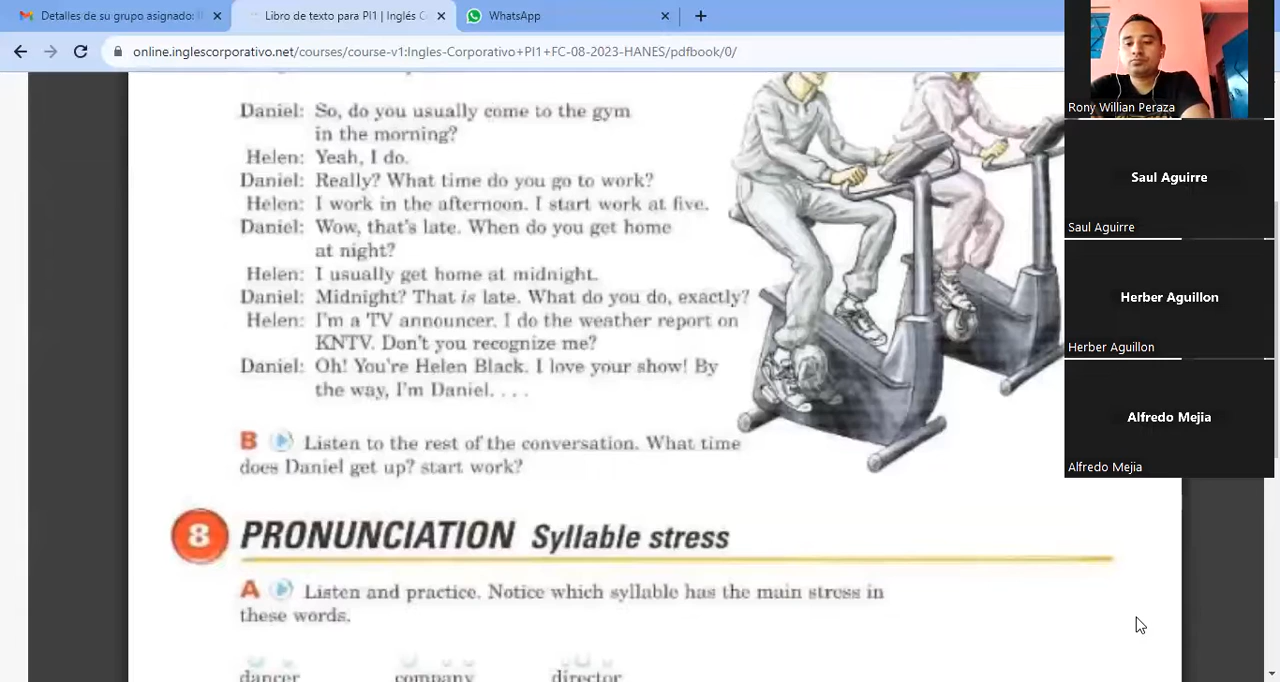 Detalles de su grupo asignado:
Libro de texto para PI1 | Inglés C
WhatsApp
online.inglescorporativo.net/courses/course-v1:Ingles-Corporativo+PI1+FC-08-2023-HANES/pdfbook/0/
Daniel: So, do you usually come to the gym
in the morning?
Helen: Yeah, I do.
Daniel: Really? What time do you go to work?
Helen: I work in the afternoon. I start work at five.
Daniel: Wow, that's late. When do you get home
at night?
Helen: I usually get home at midnight.
Daniel: Midnight? That is late. What do you do, exactly?
Helen: I'm a TV announcer. I do the weather report on
KNTV. Don't you recognize me?
Daniel: Oh! You're Helen Black. I love your show! By
the way, I'm Daniel. . . .
B Listen to the rest of the conversation. What time
does Daniel get up? start work?
8 PRONUNCIATION Syllable stress
A Listen and practice. Notice which syllable has the main stress in
these words.
dancer company director
Rony Willian Peraza
Saul Aguirre
Saul Aguirre
Herber Aguillon
Herber Aguillon
Alfredo Mejia
Alfredo Mejia